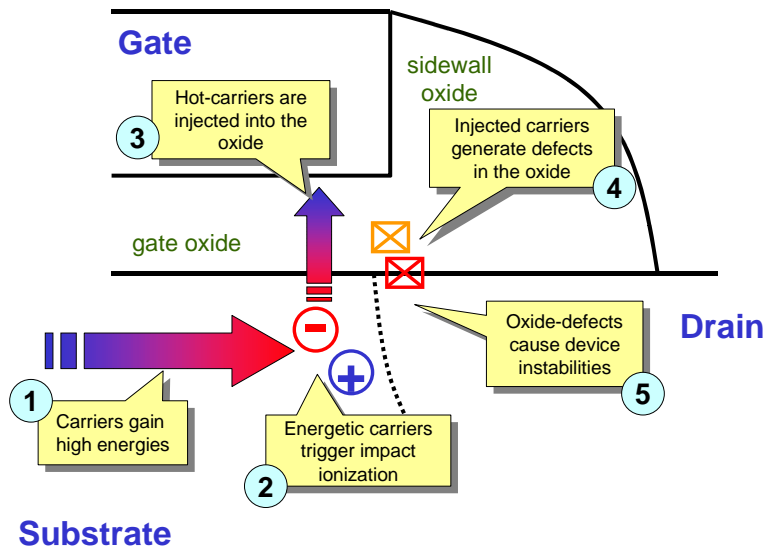 Gate
sidewall
oxide
3
Hot-carriers are
injected into the
oxide
Injected carriers
generate defects
in the oxide
4
gate oxide
-
+
Drain
Oxide-defects
cause device
instabilities
5
1
Carriers gain
high energies
Energetic carriers
trigger impact
ionization
2
Substrate